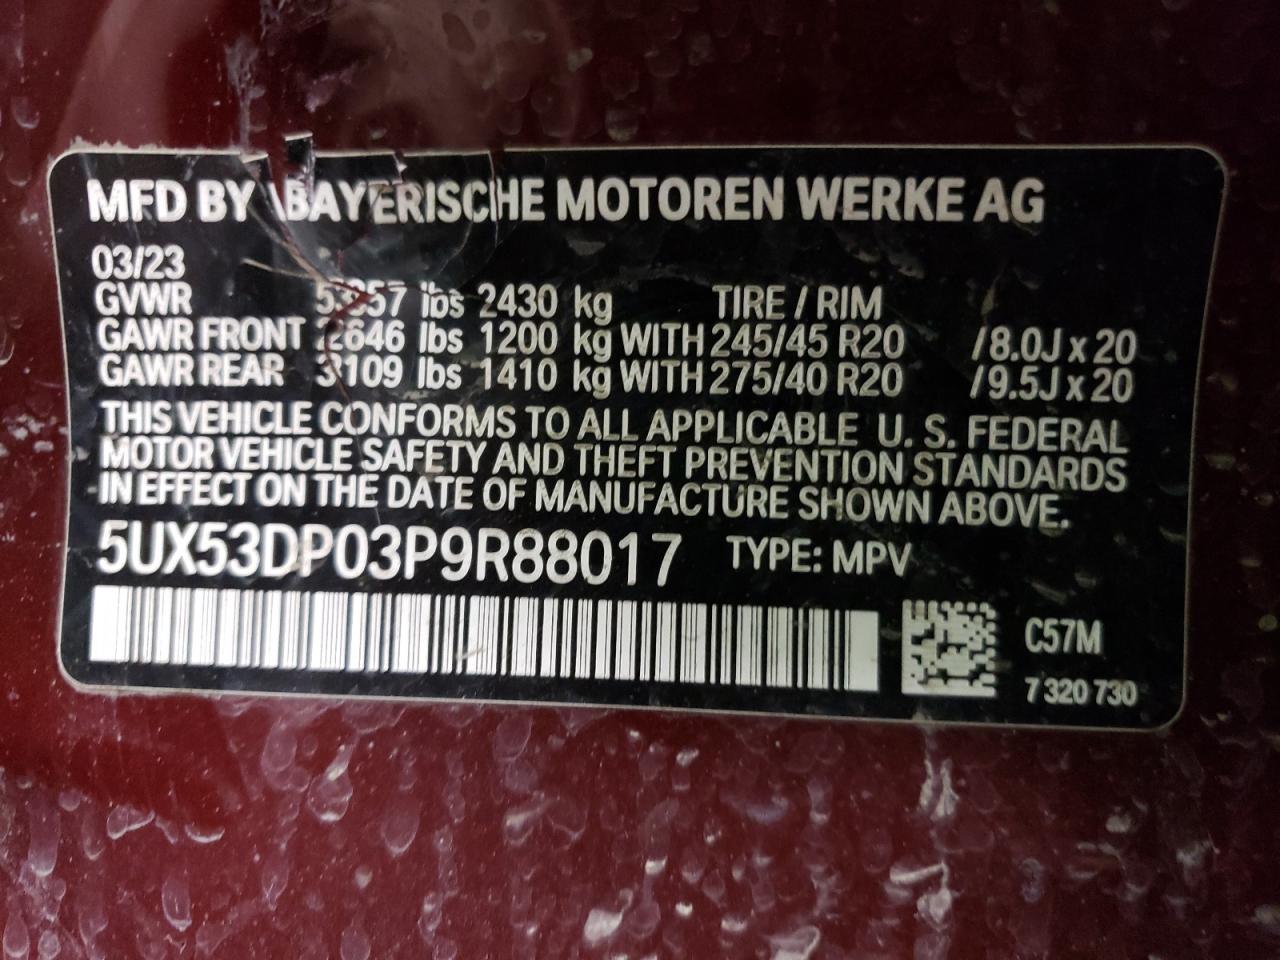 MFD BY BAYERISCHE MOTOREN WERKE AG
03/23
GVWR 5357 lbs 2430 kg TIRE / RIM
GAWR FRONT 2646 lbs 1200 kg WITH 245/45 R20 /8.0J x 20
GAWR REAR 3109 lbs 1410 kg WITH 275/40 R20 /9.5J x 20
THIS VEHICLE CONFORMS TO ALL APPLICABLE U. S. FEDERAL
MOTOR VEHICLE SAFETY AND THEFT PREVENTION STANDARDS
IN EFFECT ON THE DATE OF MANUFACTURE SHOWN ABOVE.
5UX53DP03P9R88017 TYPE: MPV
C57M
7 320 730